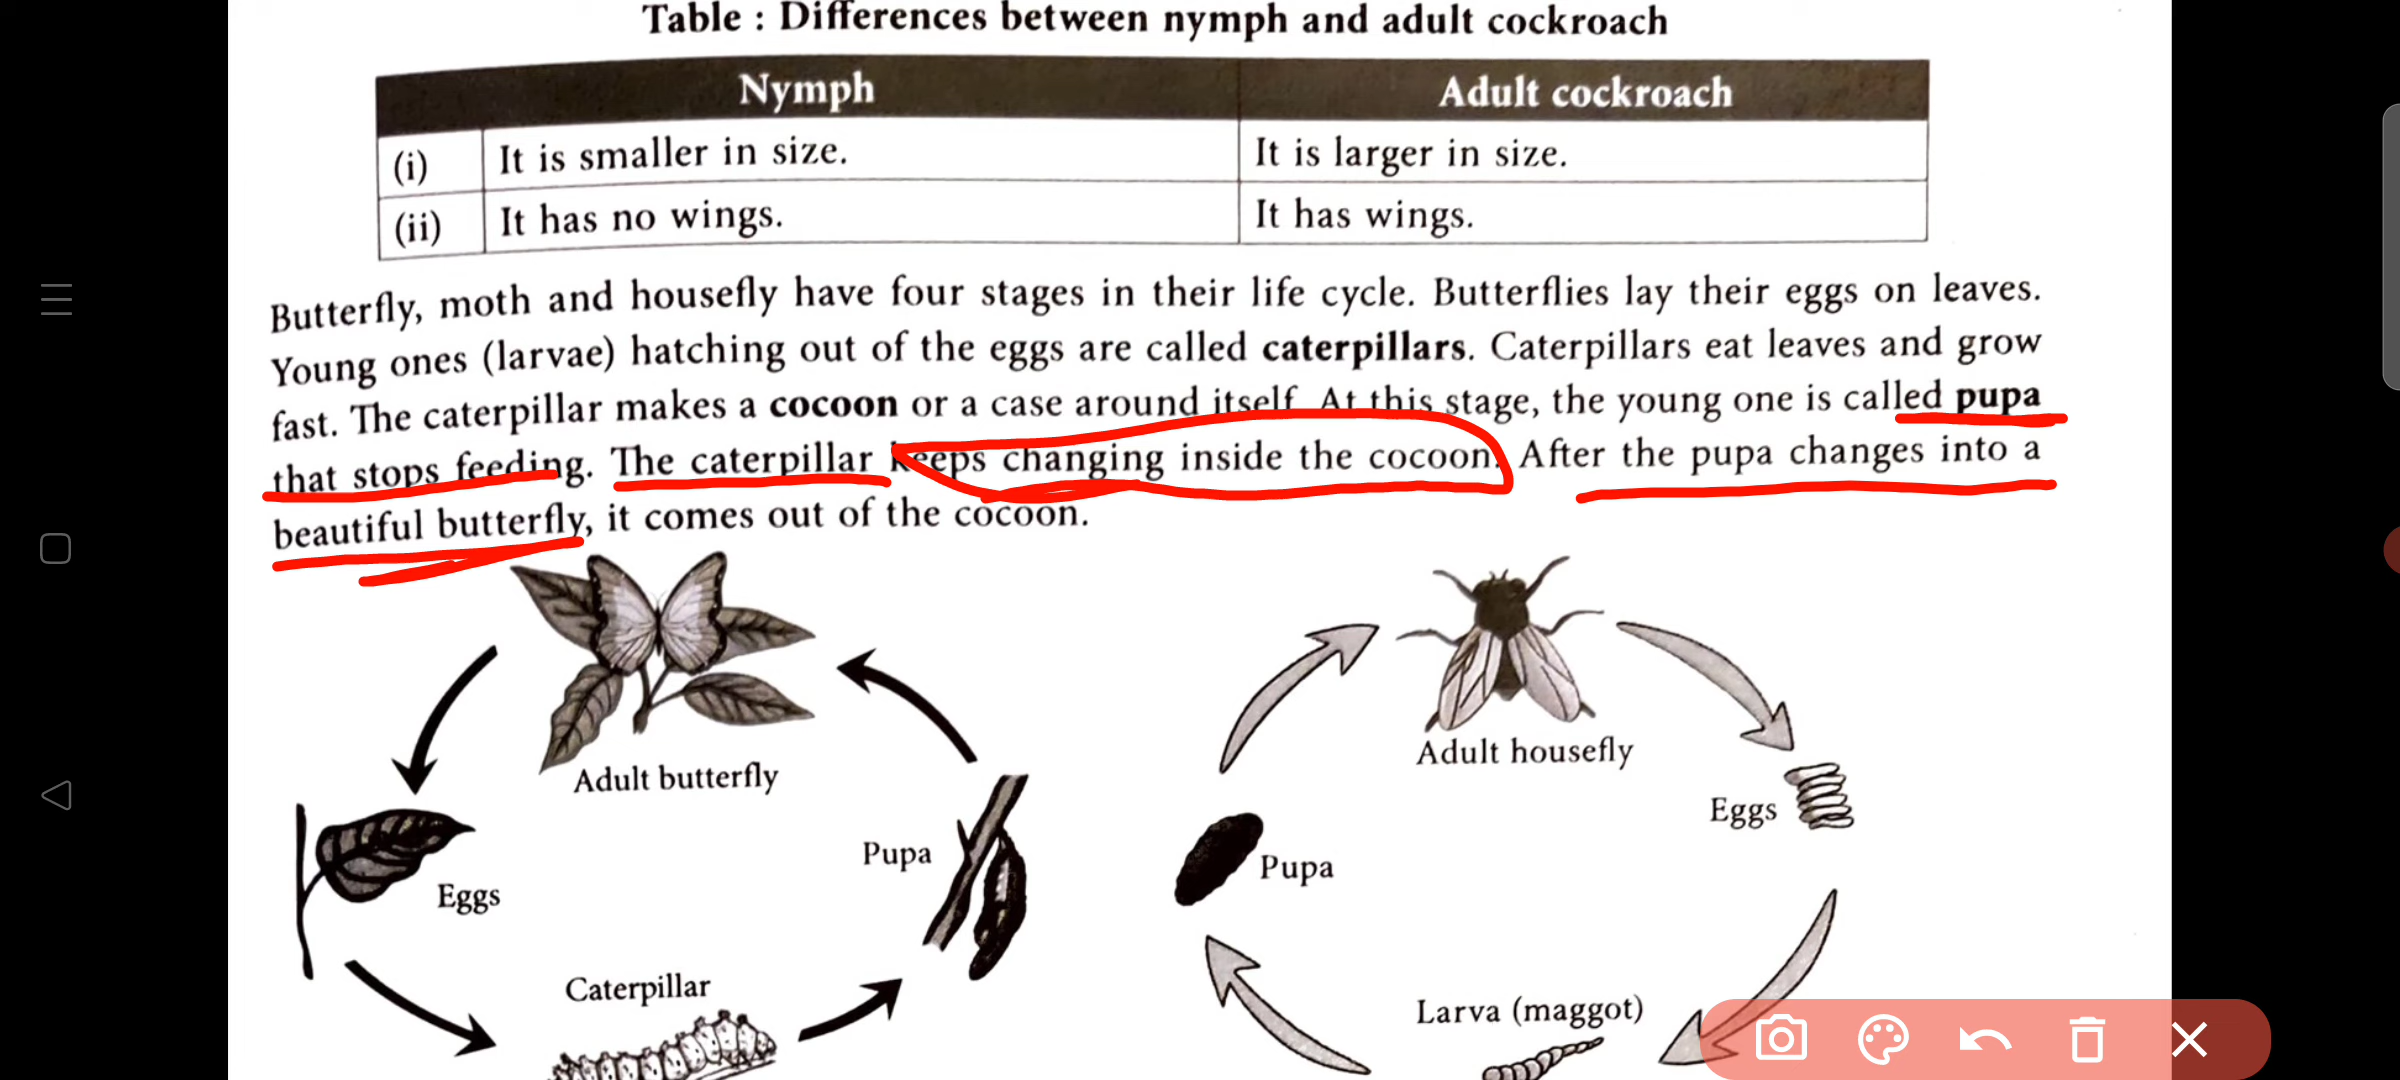 Table : Differences between nymph and adult cockroach
Nymph Adult cockroach
(i) It is smaller in size. It is larger in size.
(ii) It has no wings. It has wings.
Butterfly, moth and housefly have four stages in their life cycle. Butterflies lay their eggs on leaves.
Young ones (larvae) hatching out of the eggs are called caterpillars. Caterpillars eat leaves and grow
fast. The caterpillar makes a cocoon or a case around itself. At this stage, the young one is called pupa
that stops feeding. The caterpillar keeps changing inside the cocoon. After the pupa changes into a
beautiful butterfly, it comes out of the cocoon.
Adult butterfly
Eggs
Pupa
Caterpillar
Adult housefly
Eggs
Pupa
Larva (maggot)